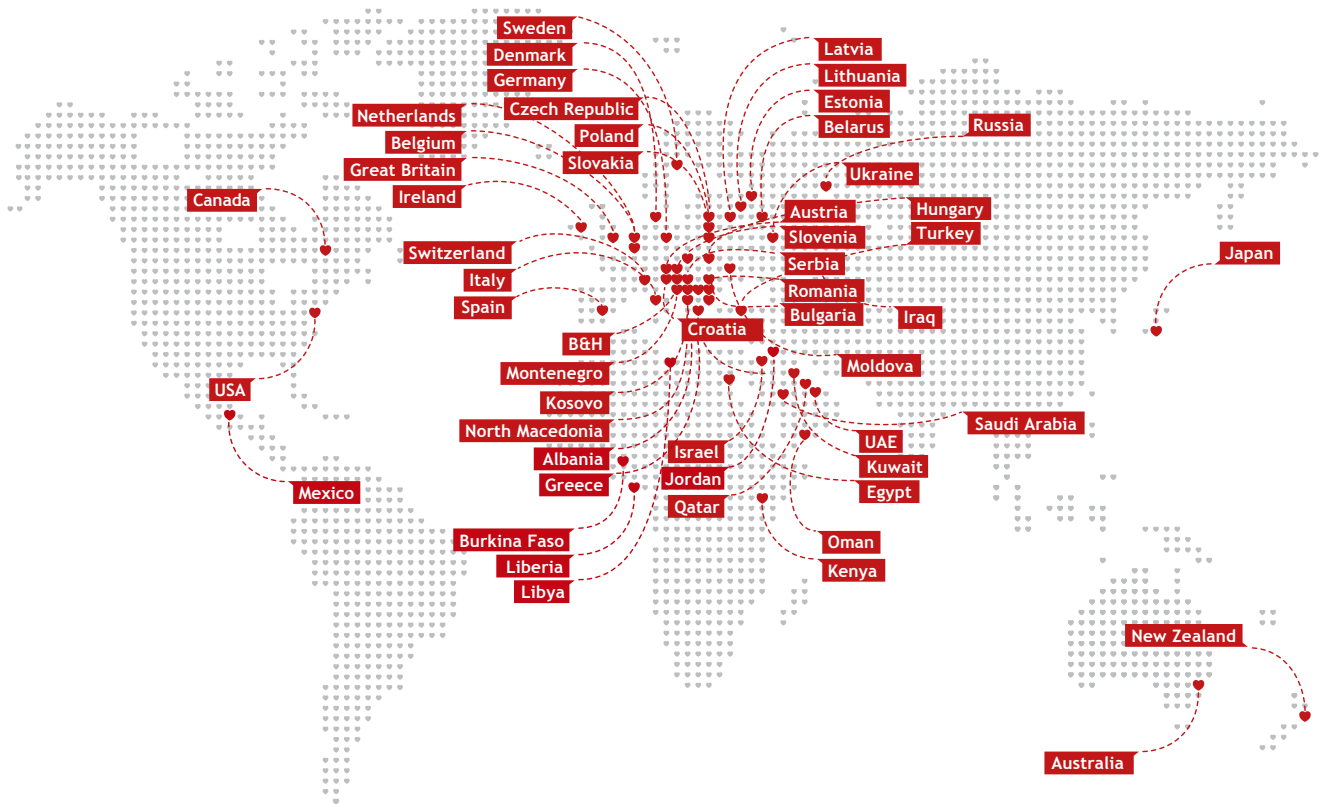 Sweden
Latvia
Denmark
Lithuania
Germany
Estonia
Czech Republic
Netherlands
Belarus
Russia
Poland
Belgium
Slovakia
Great Britain
Ukraine
Ireland
Canada
Austria
Hungary
Slovenia
Turkey
Switzerland
Japan
Serbia
Italy
Romania
Spain
Bulgaria
Iraq
Croatia
B&H
Moldova
Montenegro
USA
Kosovo
Saudi Arabia
North Macedonia
UAE
Israel
Albania
Kuwait
Jordan
Greece
Egypt
Mexico
Qatar
Burkina Faso
Oman
Liberia
Kenya
Libya
New Zealand
Australia